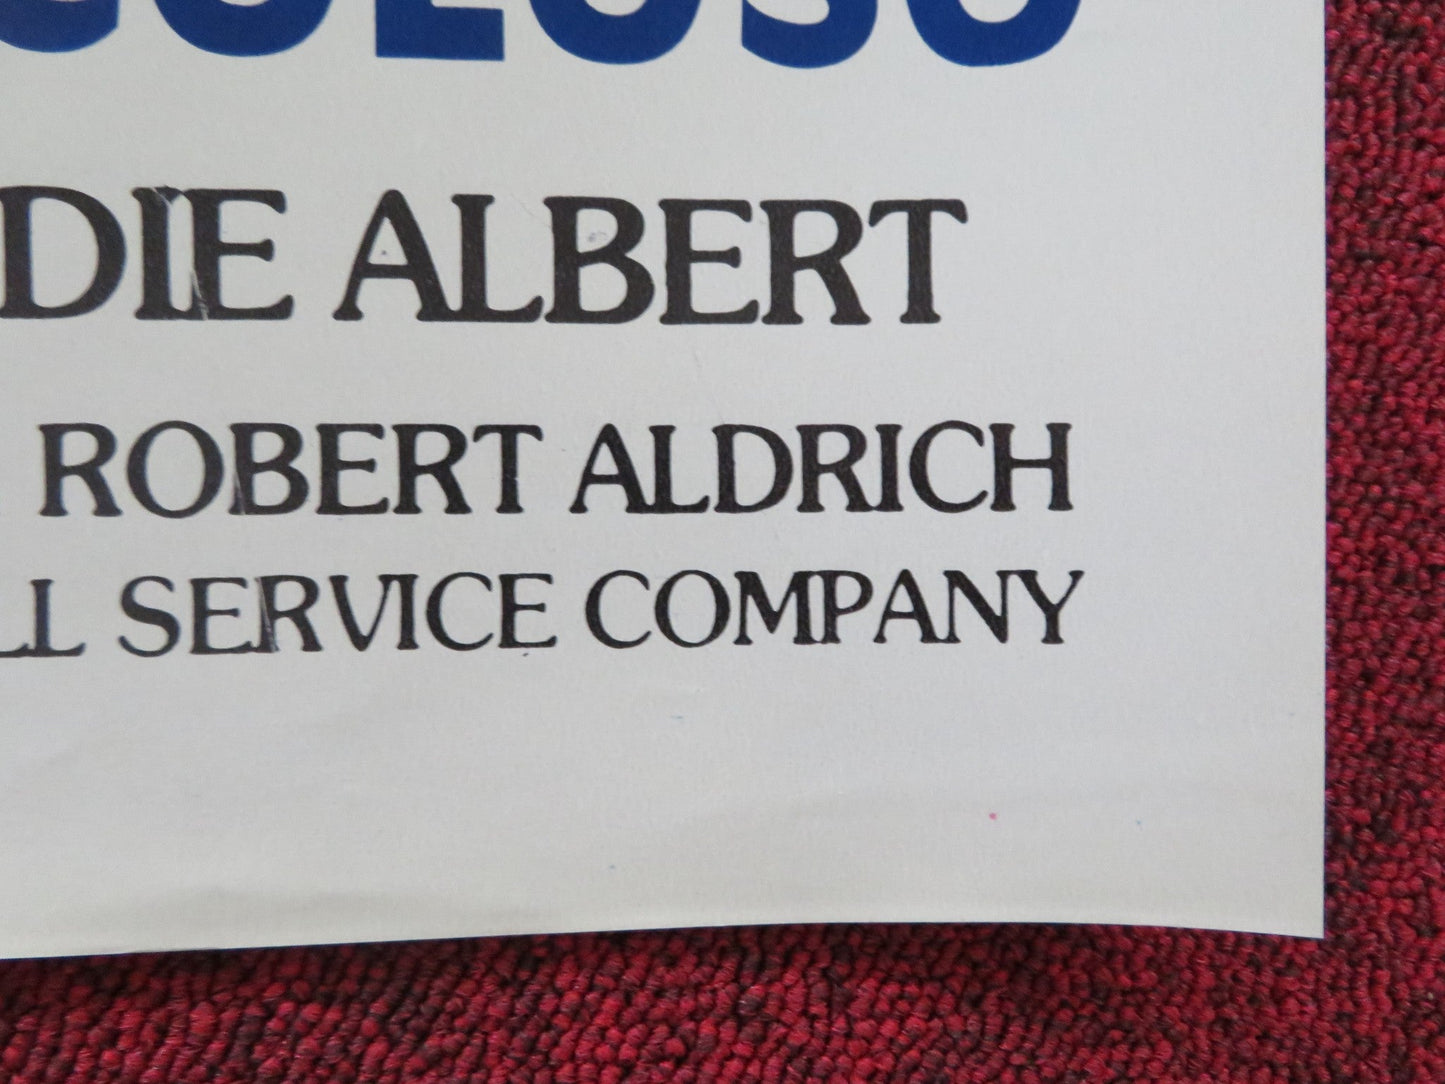 DIE ALBERT
ROBERT ALDRICH
LL SERVICE COMPANY